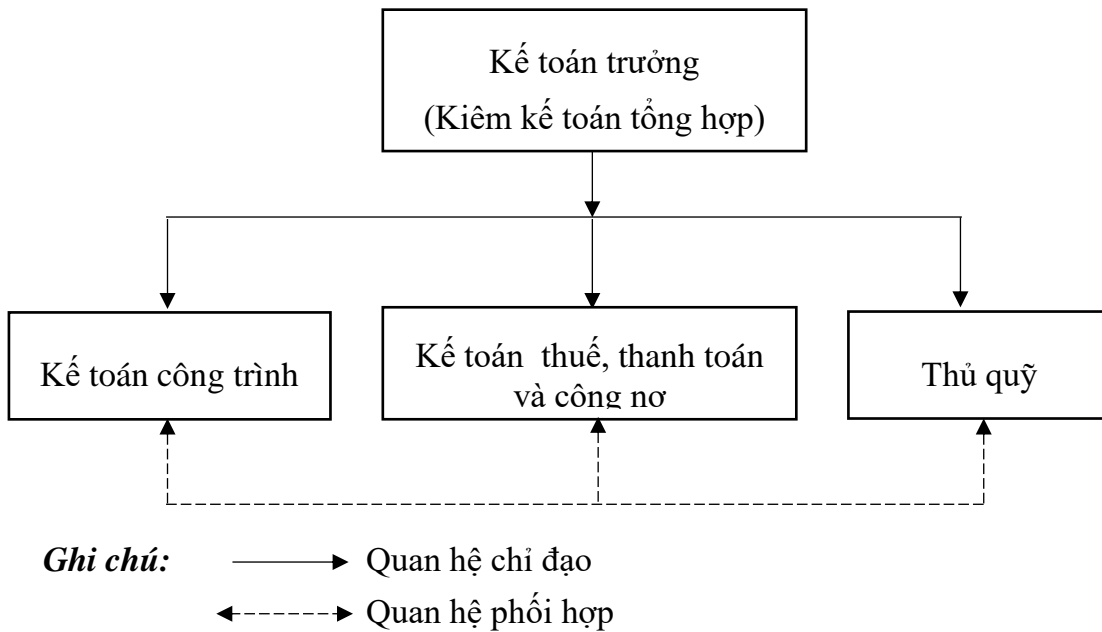 Kế toán trưởng
(Kiêm kế toán tổng hợp)
Kế toán công trình
Kế toán thuế, thanh toán
và công nợ
Thủ quỹ
Ghi chú:
Quan hệ chỉ đạo
Quan hệ phối hợp